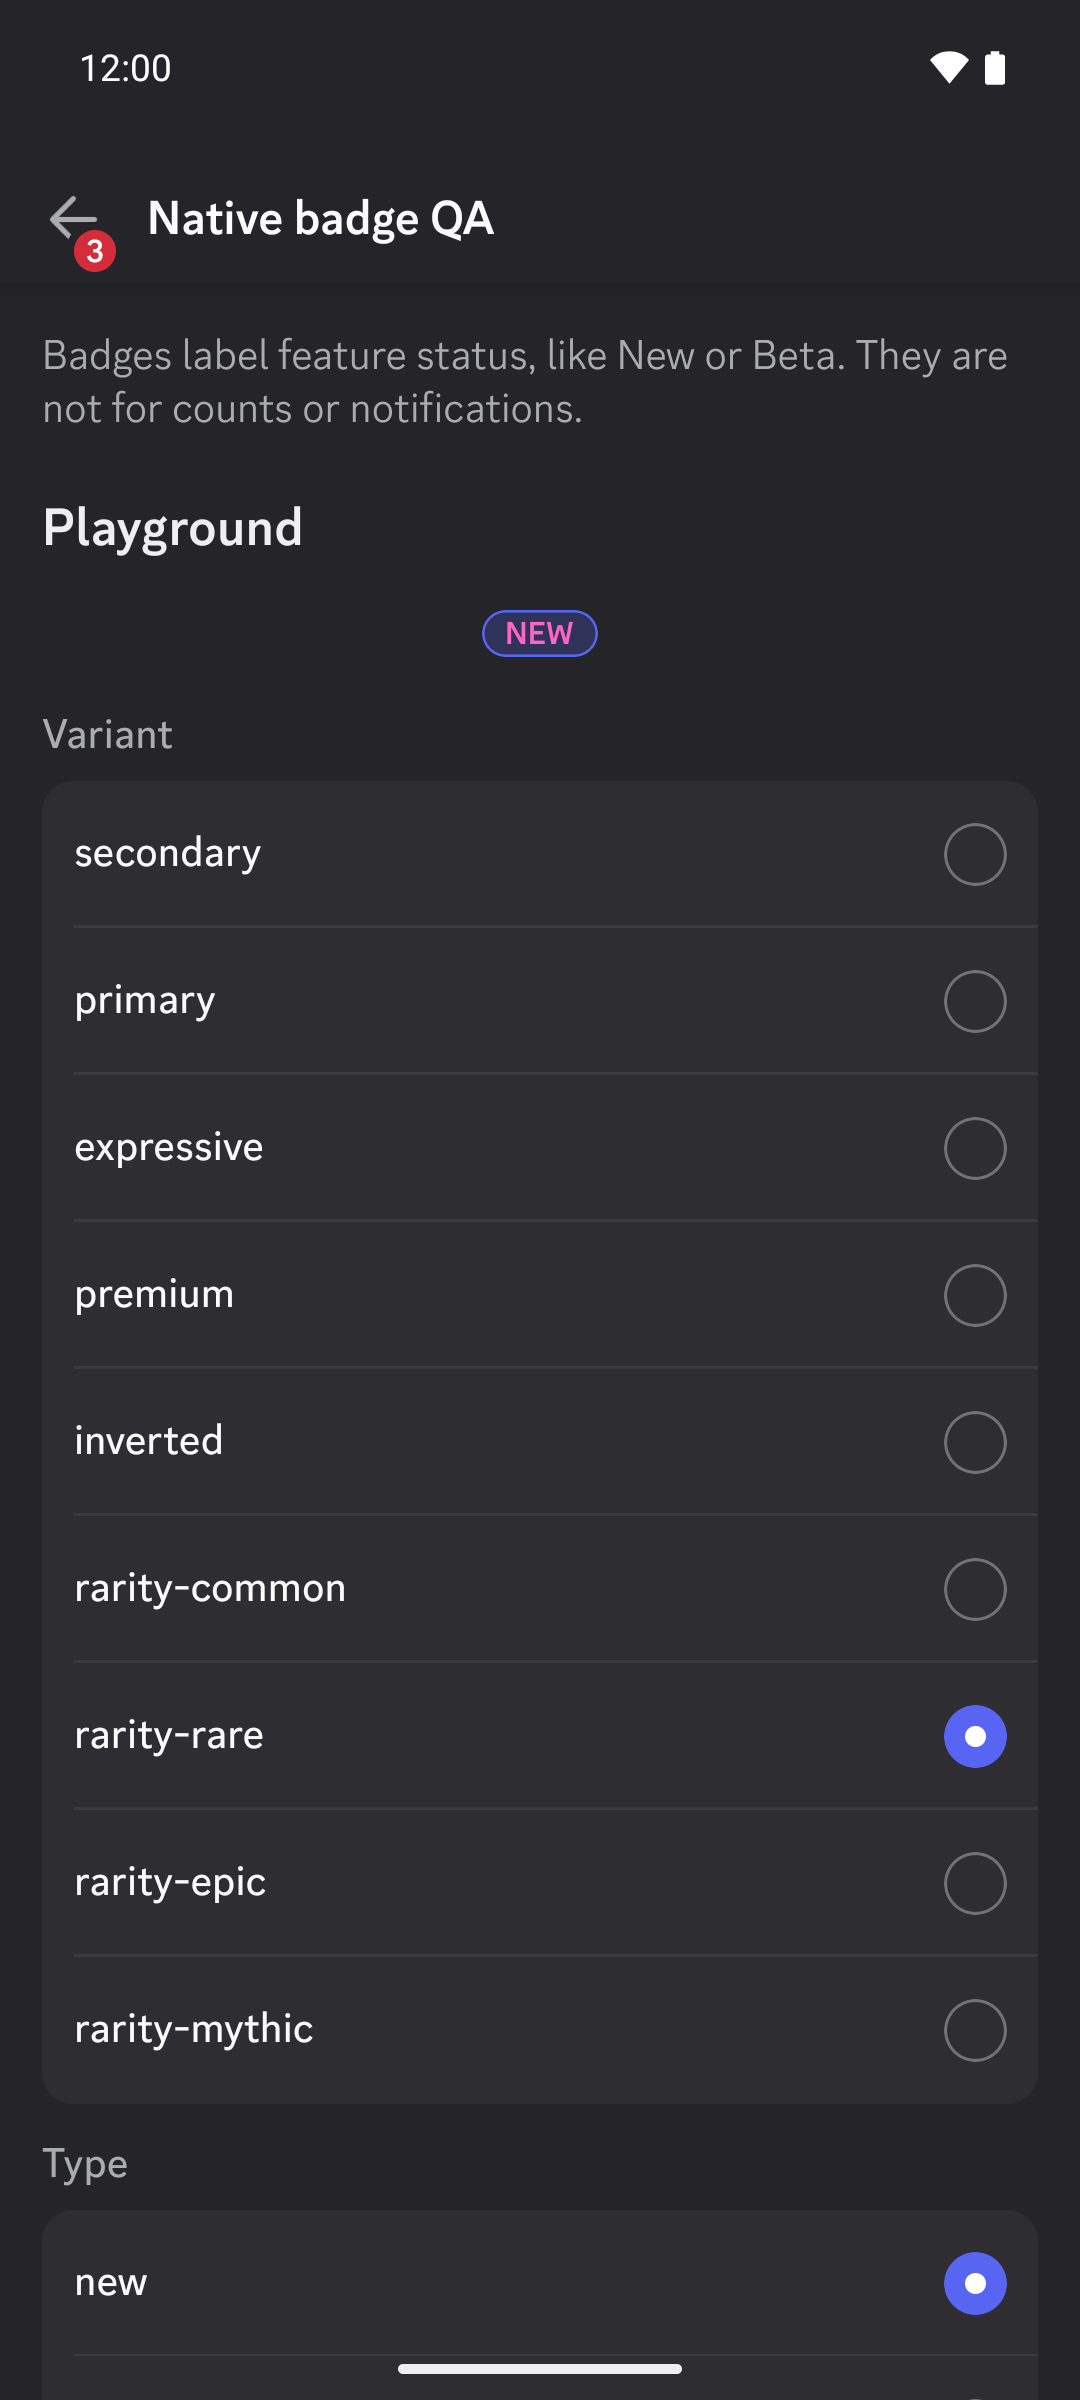 12:00
3
Native badge QA
Badges label feature status, like New or Beta. They are
not for counts or notifications.
Playground
NEW
Variant
secondary
primary
expressive
premium
inverted
rarity-common
rarity-rare
rarity-epic
rarity-mythic
Type
new